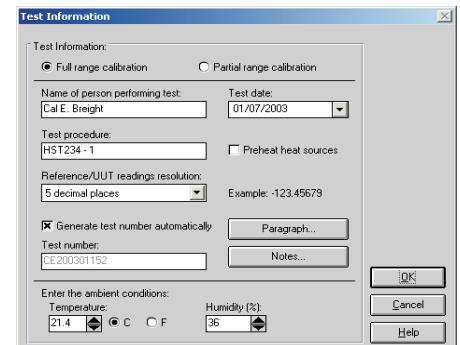 Test Information
Test Information:
Full range calibration Partial range calibration
Name of person performing test: Test date:
Cal E. Breight 01/07/2003
Test procedure:
HST234 - 1 Preheat heat sources
Reference/UUT readings resolution:
5 decimal places Example: -123.45679
Generate test number automatically Paragraph...
Test number:
CE200301152 Notes...
OK
Enter the ambient conditions: Cancel
Temperature: Humidity (%):
21.4 C F 36
Help